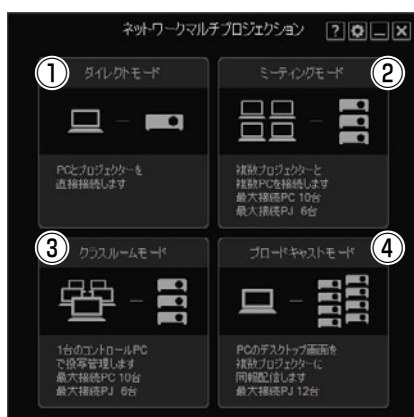 ネットワークマルチプロジェクション
?
① ダイレクトモード
PCとプロジェクターを
直接接続します
ミーティングモード ②
複数プロジェクターと
複数PCを接続します
最大接続PC 10台
最大接続PJ 6台
③ クラスルームモード
1台のコントロールPC
で投写管理します
最大接続PC 10台
最大接続PJ 6台
ブロードキャストモード ④
PCのデスクトップ画面を
複数プロジェクターに
同報配信します
最大接続PJ 12台